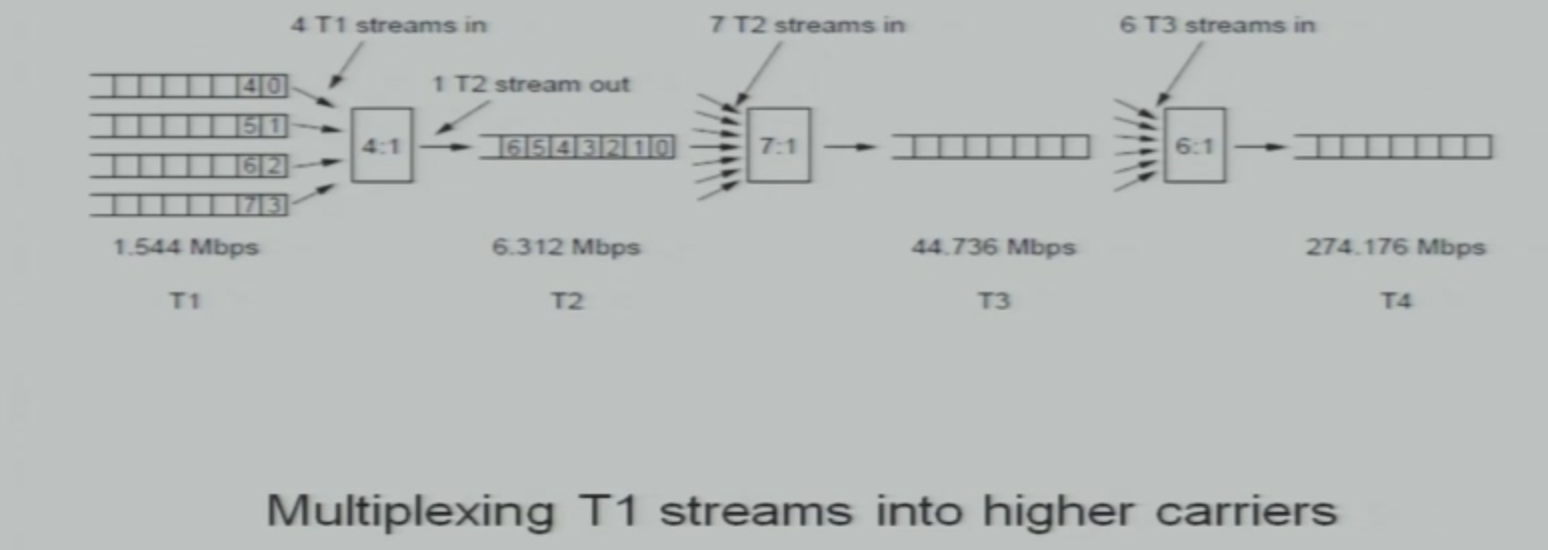 4 T1 streams in
7 T2 streams in
6 T3 streams in
1 T2 stream out
4 0
5 1
6 2
7 3
4:1
6 5 4 3 2 1 0
7:1
6:1
1.544 Mbps
6.312 Mbps
44.736 Mbps
274.176 Mbps
T1
T2
T3
T4
Multiplexing T1 streams into higher carriers